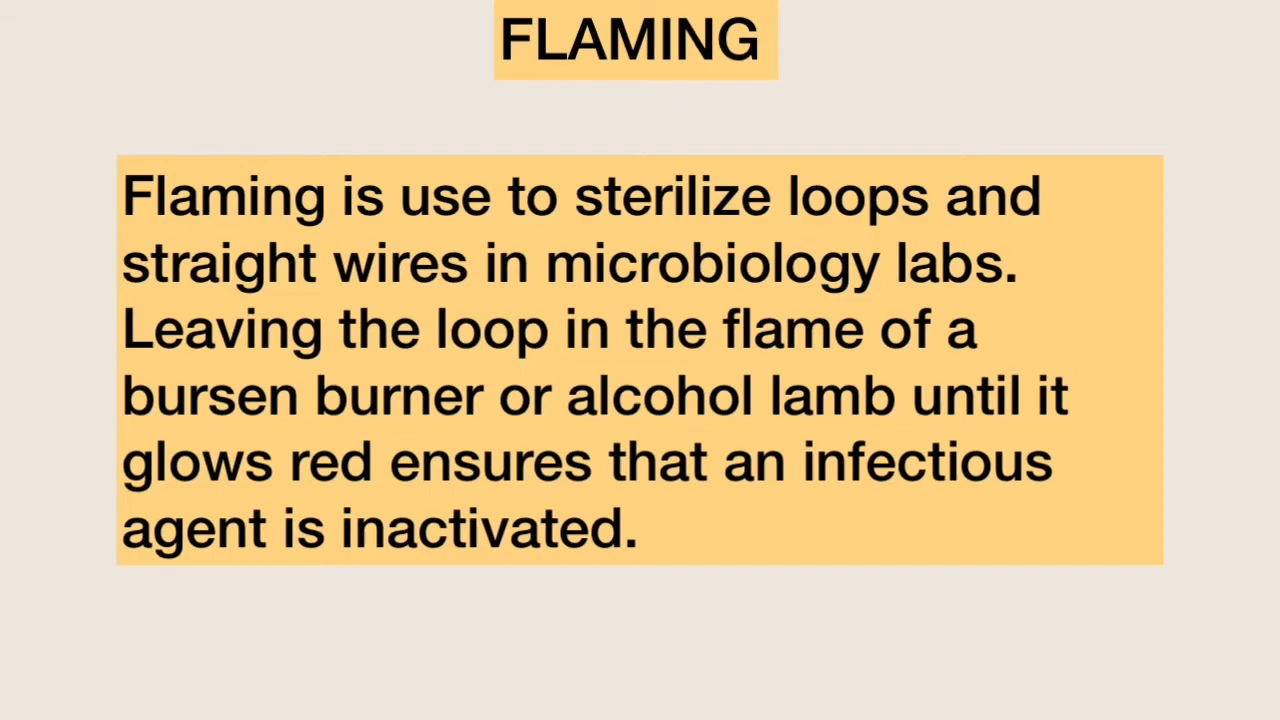 FLAMING
Flaming is use to sterilize loops and
straight wires in microbiology labs.
Leaving the loop in the flame of a
bursen burner or alcohol lamb until it
glows red ensures that an infectious
agent is inactivated.